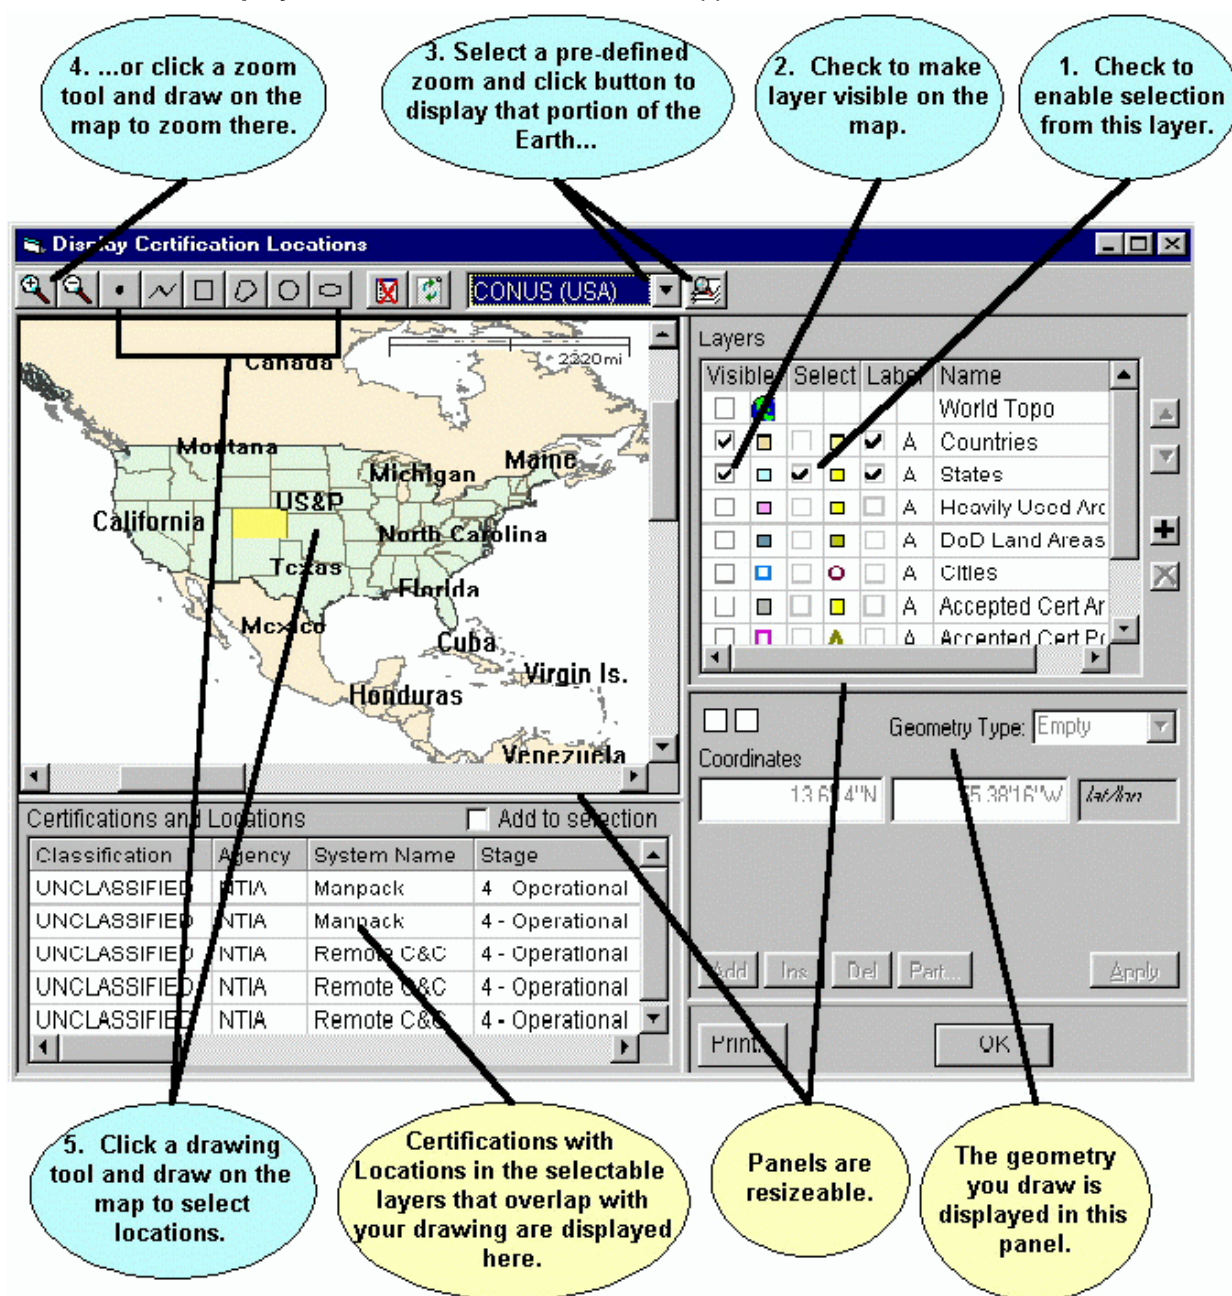 4. ...or click a zoom
tool and draw on the
map to zoom there.
3. Select a pre-defined
zoom and click button to
display that portion of the
Earth...
2. Check to make
layer visible on the
map.
1. Check to
enable selection
from this layer.
Display Certification Locations
CONUS (USA)
Canada
2220mi
Montana
Michigan
Maine
US&P
California
North Carolina
Texas
Florida
Mexico
Cuba
Virgin Is.
Honduras
Venezuela
Layers
Visible Select Label Name
World Topo
A Countries
A States
Heavily Used Are
A DoD Land Areas
A Cities
A Accepted Cert Ar
A Accepted Cert Po
Geometry Type: Empty
Coordinates
lat/lon
Certifications and Locations Add to selection
Classification Agency System Name Stage
UNCLASSIFIED NTIA Manpack 4 - Operational
UNCLASSIFIED NTIA Manpack 4 - Operational
UNCLASSIFIED NTIA Remote C&C 4 - Operational
UNCLASSIFIED NTIA Remote C&C 4 - Operational
UNCLASSIFIED NTIA Remote C&C 4 - Operational
Add Ins Del Part... Apply
Print... OK
5. Click a drawing
tool and draw on the
map to select
locations.
Certifications with
Locations in the selectable
layers that overlap with
your drawing are displayed
here.
Panels are
resizeable.
The geometry
you draw is
displayed in this
panel.